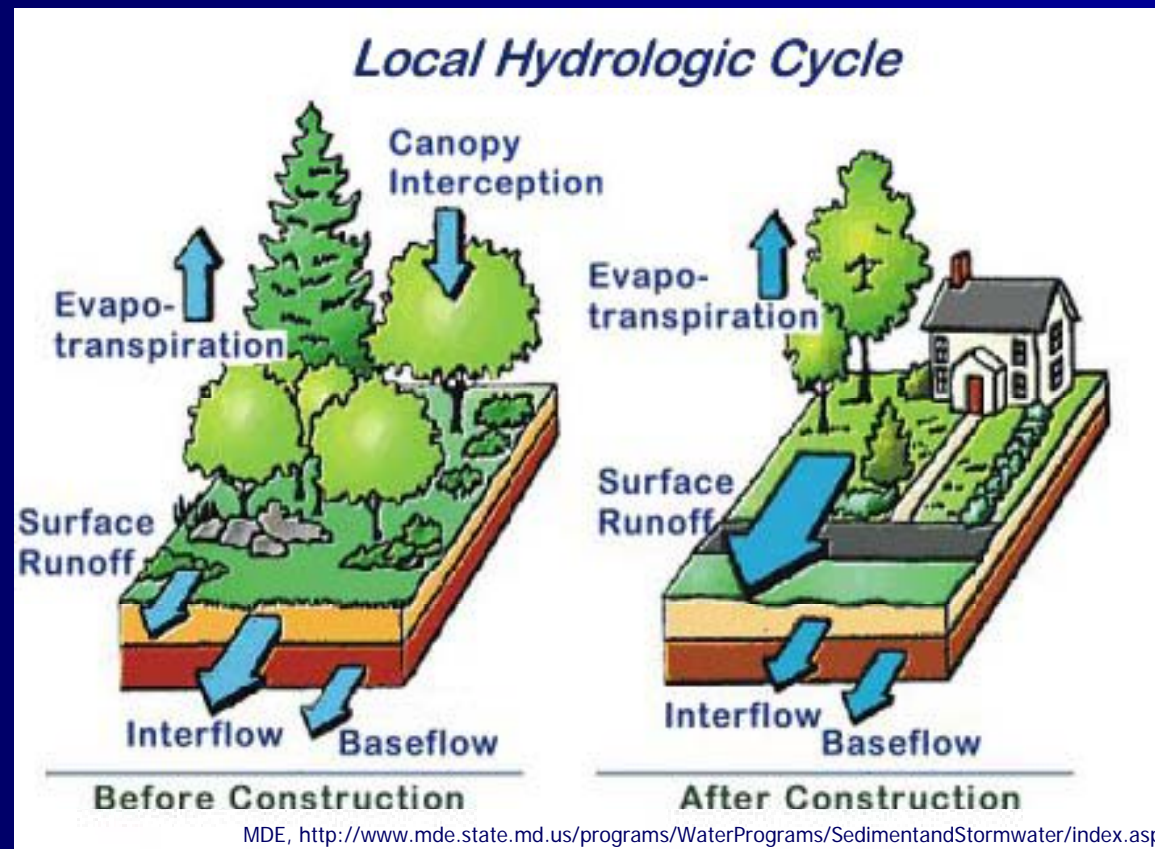 Local Hydrologic Cycle
Canopy
Interception
Evapo-
transpiration
Surface
Runoff
Interflow
Baseflow
Before Construction
Evapo-
transpiration
Surface
Runoff
Interflow
Baseflow
After Construction
MDE, http://www.mde.state.md.us/programs/WaterPrograms/SedimentandStormwater/index.asp